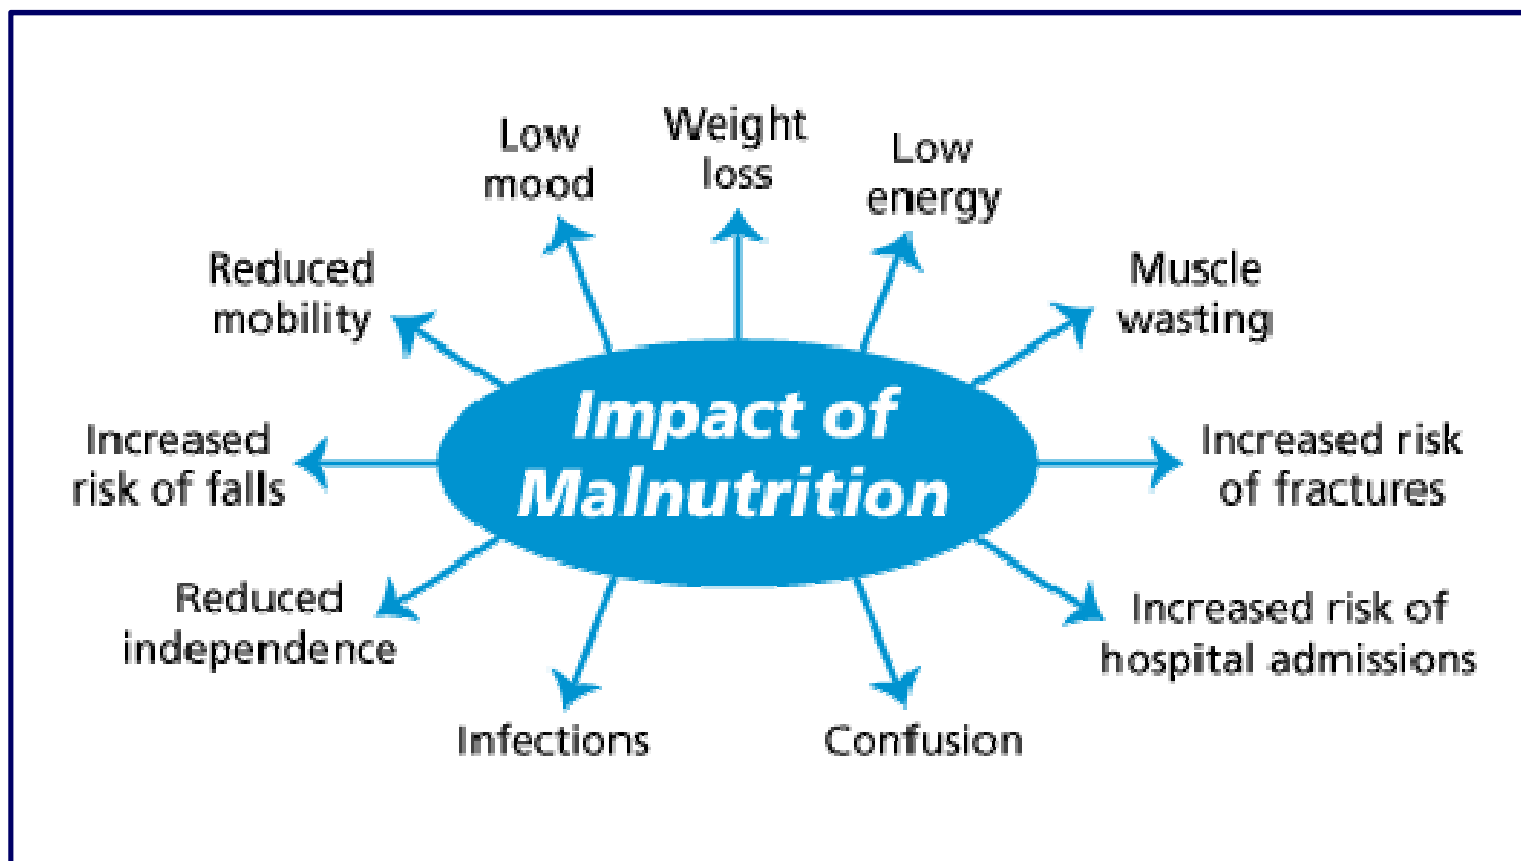 Weight
loss
Low
energy
Muscle
wasting
Increased risk
of fractures
Increased risk of
hospital admissions
Confusion
Infections
Reduced
independence
Increased
risk of falls
Reduced
mobility
Low
mood
Impact of
Malnutrition